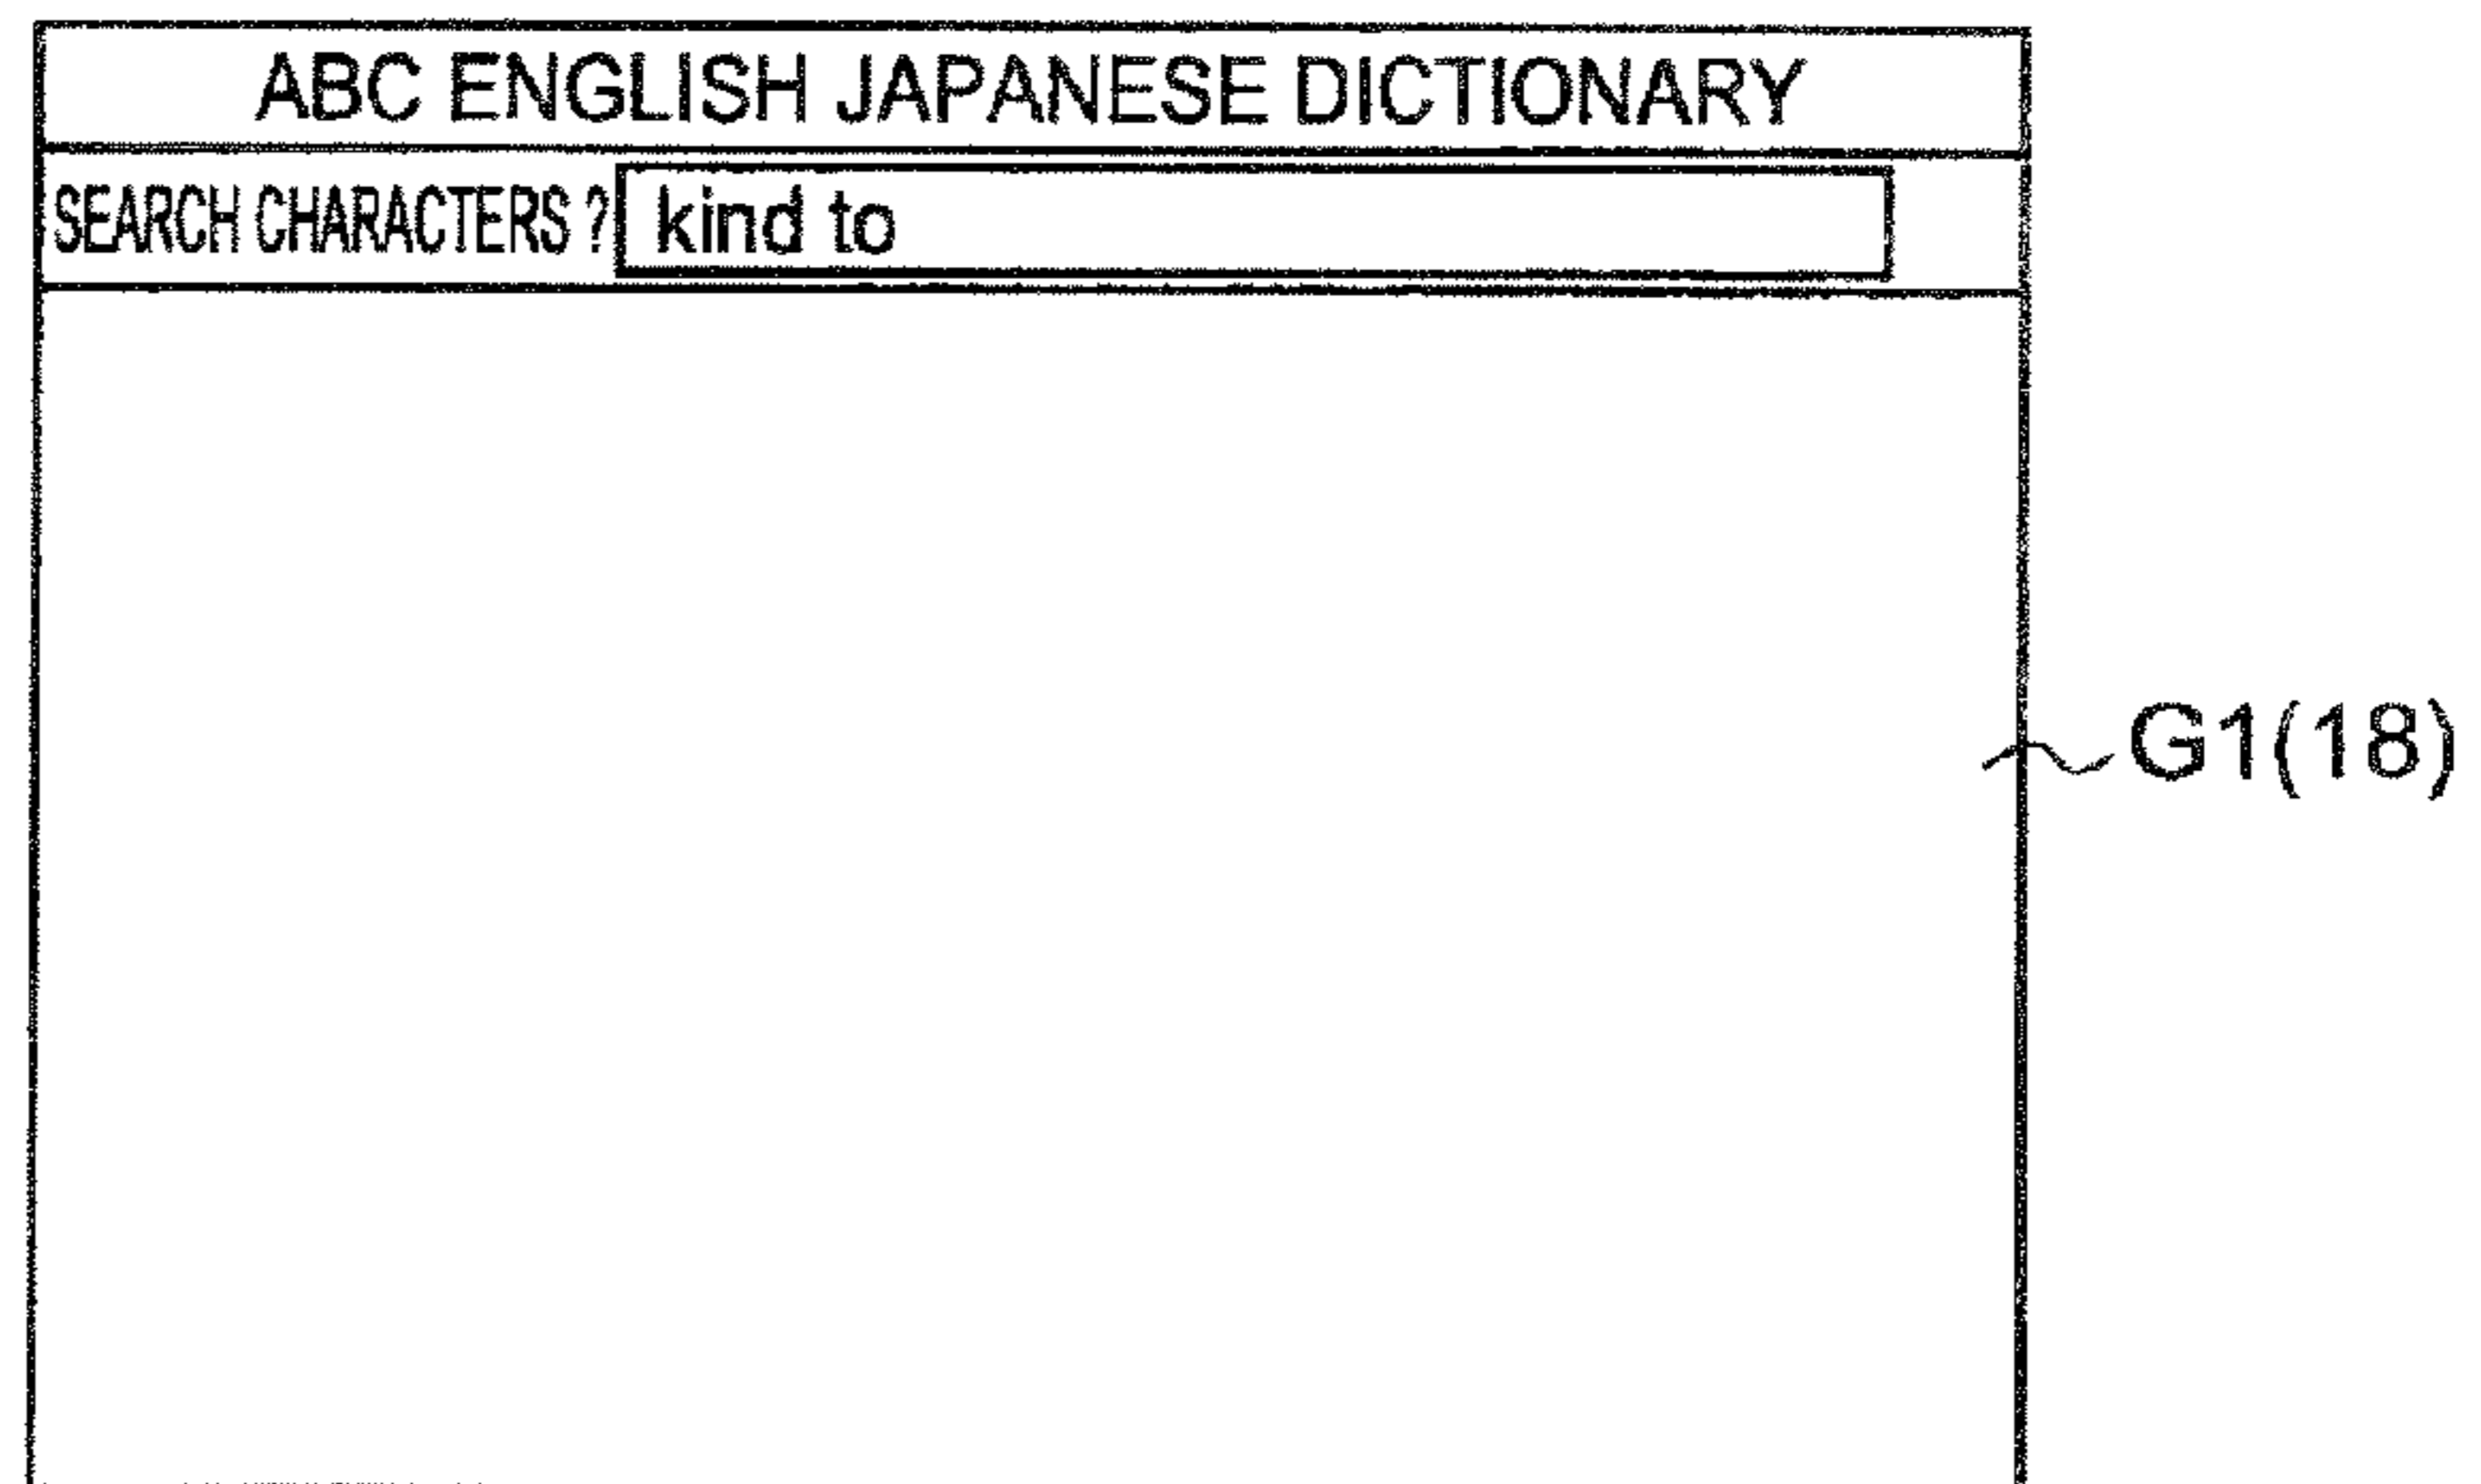 ABC ENGLISH JAPANESE DICTIONARY
SEARCH CHARACTERS ? kind to
G1(18)